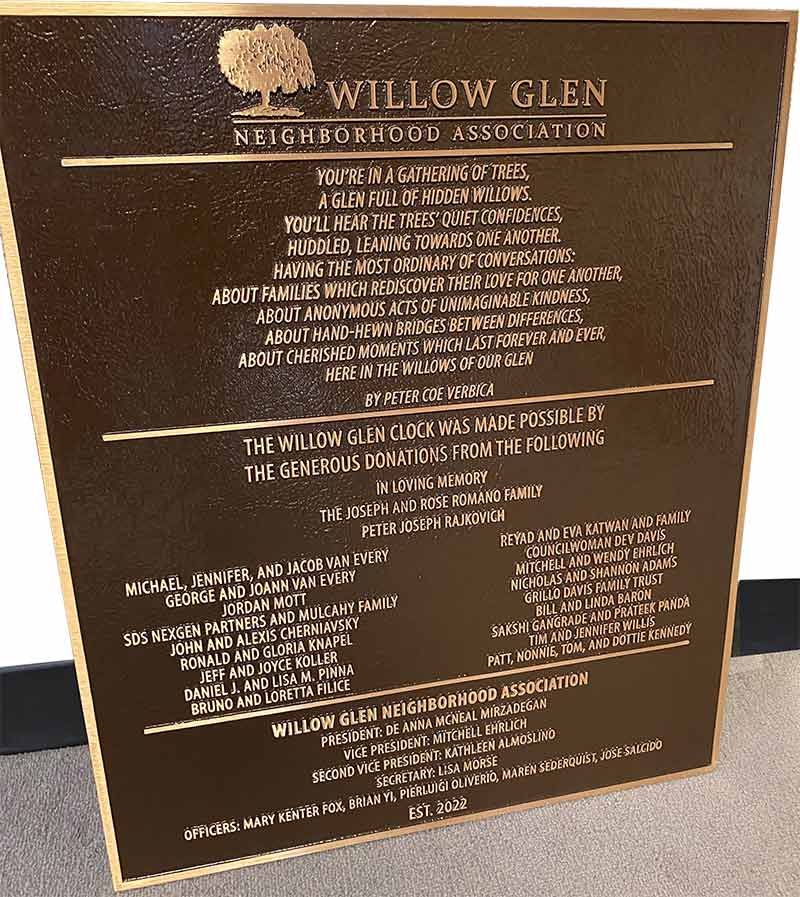 WILLOW GLEN
NEIGHBORHOOD ASSOCIATION
YOU'RE IN A GATHERING OF TREES,
A GLEN FULL OF HIDDEN WILLOWS.
YOU'LL HEAR THE TREES' QUIET CONFIDENCES,
HUDDLED, LEANING TOWARDS ONE ANOTHER.
HAVING THE MOST ORDINARY OF CONVERSATIONS:
ABOUT FAMILIES WHICH REDISCOVER THEIR LOVE FOR ONE ANOTHER,
ABOUT ANONYMOUS ACTS OF UNIMAGINABLE KINDNESS,
ABOUT HAND-HEWN BRIDGES BETWEEN DIFFERENCES,
ABOUT CHERISHED MOMENTS WHICH LAST FOREVER AND EVER,
HERE IN THE WILLOWS OF OUR GLEN
BY PETER COE VERBICA
THE WILLOW GLEN CLOCK WAS MADE POSSIBLE BY
THE GENEROUS DONATIONS FROM THE FOLLOWING
IN LOVING MEMORY
THE JOSEPH AND ROSE ROMANO FAMILY
PETER JOSEPH RAJKOVICH
MICHAEL, JENNIFER, AND JACOB VAN EVERY
GEORGE AND JOANN VAN EVERY
JORDAN MOTT
SDS NEXGEN PARTNERS AND MULCAHY FAMILY
JOHN AND ALEXIS CHERNIAVSKY
RONALD AND GLORIA KNAPEL
JEFF AND JOYCE KOLLER
DANIEL J. AND LISA M. PINNA
BRUNO AND LORETTA FILICE
REYAD AND EVA KATWAN AND FAMILY
COUNCILWOMAN DEV DAVIS
MITCHELL AND WENDY EHRLICH
NICHOLAS AND SHANNON ADAMS
GRILLO DAVIS FAMILY TRUST
BILL AND LINDA BARON
SAKSHI GANGRADE AND PRATEEK PANDA
TIM AND JENNIFER WILLIS
PATT, NONNIE, TOM, AND DOTTIE KENNEDY
WILLOW GLEN NEIGHBORHOOD ASSOCIATION
PRESIDENT: DE ANNA MCNEAL MIRZADEGAN
VICE PRESIDENT: MITCHELL EHRLICH
SECOND VICE PRESIDENT: KATHLEEN ALMOSLINO
SECRETARY: LISA MORSE
OFFICERS: MARY KENTER FOX, BRIAN YI, PIERLUIGI OLIVERIO, MAREN SEDERQUIST, JOSE SALCIDO
EST. 2022